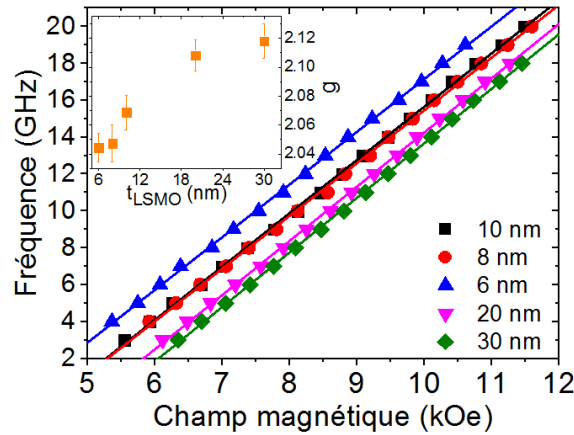 20
18
16
14
12
10
8
6
4
2
Fréquence (GHz)
5 6 7 8 9 10 11 12
Champ magnétique (kOe)
2.12
2.10
2.08
2.06
2.04
g
6 12 18 24 30
tLSMO (nm)
10 nm
8 nm
6 nm
20 nm
30 nm